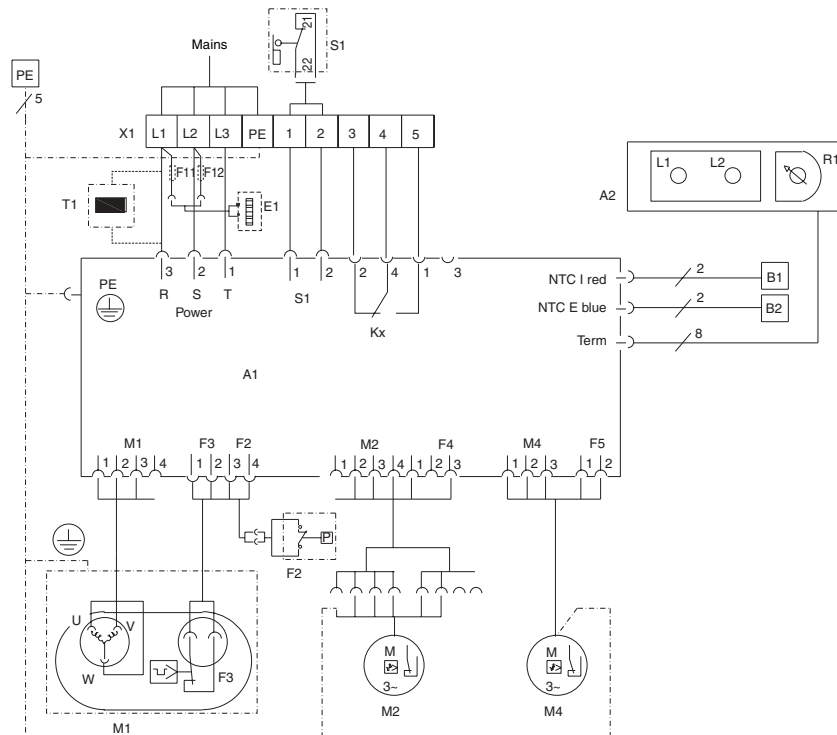 21
S1
22
Mains
PE
5
X1 L1 L2 L3 PE 1 2 3 4 5
F11 F12
T1
E1
L1 L2 R1
A2
3 2 1 1 2 2 4 1 3
PE R S T S1
Power
Kx
NTC I red 2 B1
NTC E blue 2 B2
Term 8
A1
M1 F3 F2 M2 F4 M4 F5
1 2 3 4 1 2 3 4 1 2 3 4 1 2 3 1 2 3 1 2
P
F2
U V
W
F3
M1
M
3~
M2
M
3~
M4